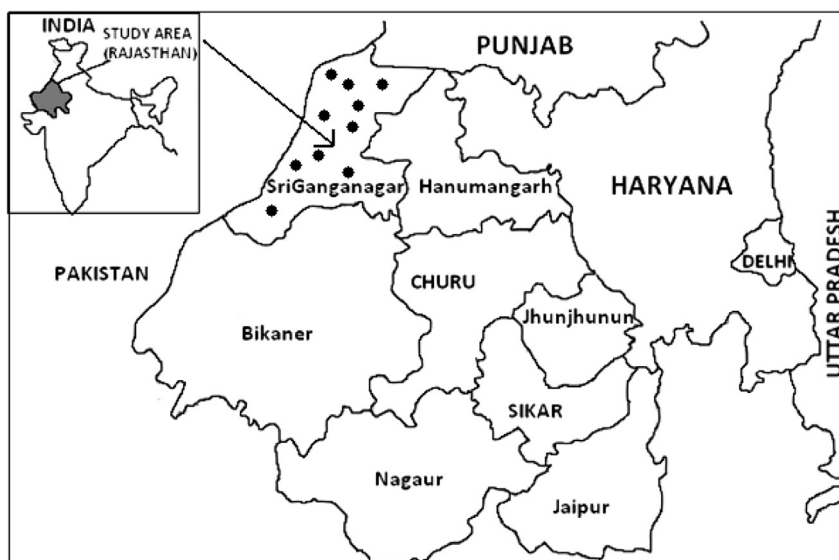 INDIA
STUDY AREA
(RAJASTHAN)
PUNJAB
SriGanganagar
Hanumangarh
HARYANA
PAKISTAN
CHURU
DELHI
UTTAR PRADESH
Bikaner
Jhunjhunun
SIKAR
Nagaur
Jaipur